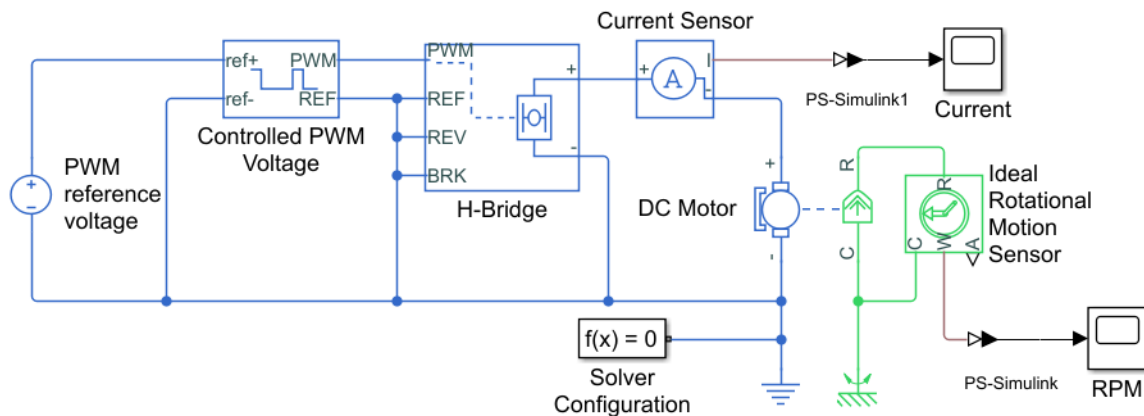 Current Sensor
ref+
PWM
ref-
REF
Controlled PWM
Voltage
PWM
REF
REV
BRK
+
-
H-Bridge
+
I
-
A
PS-Simulink1
Current
PWM
reference
voltage
+
−
DC Motor
+
-
R
C
R
C
W
A
Ideal
Rotational
Motion
Sensor
f(x) = 0
Solver
Configuration
PS-Simulink
RPM